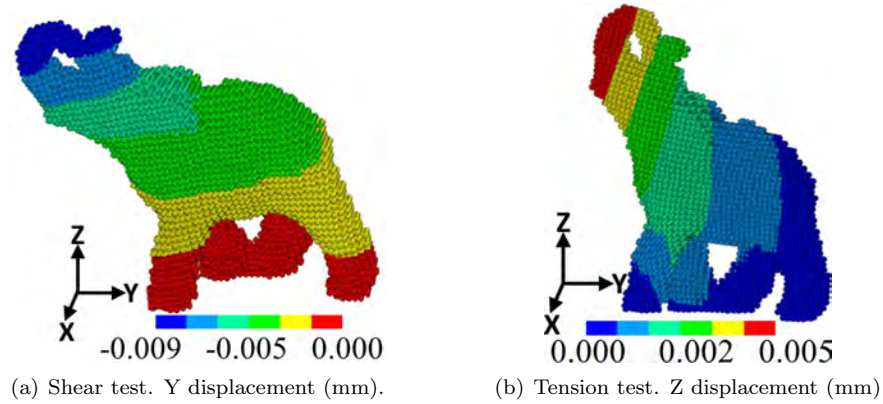 Z
Y
X
-0.009 -0.005 0.000
(a) Shear test. Y displacement (mm).
Z
Y
X
0.000 0.002 0.005
(b) Tension test. Z displacement (mm)